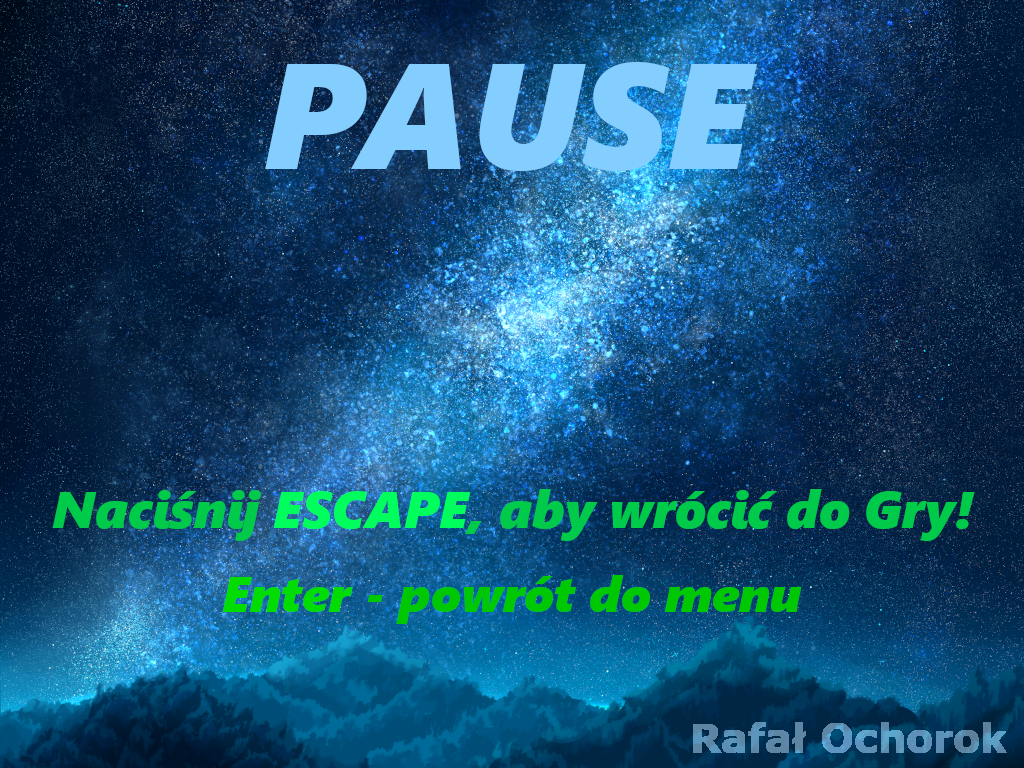 PAUSE
Naciśnij ESCAPE, aby wrócić do Gry!
Enter - powrót do menu
Rafał Ochorok